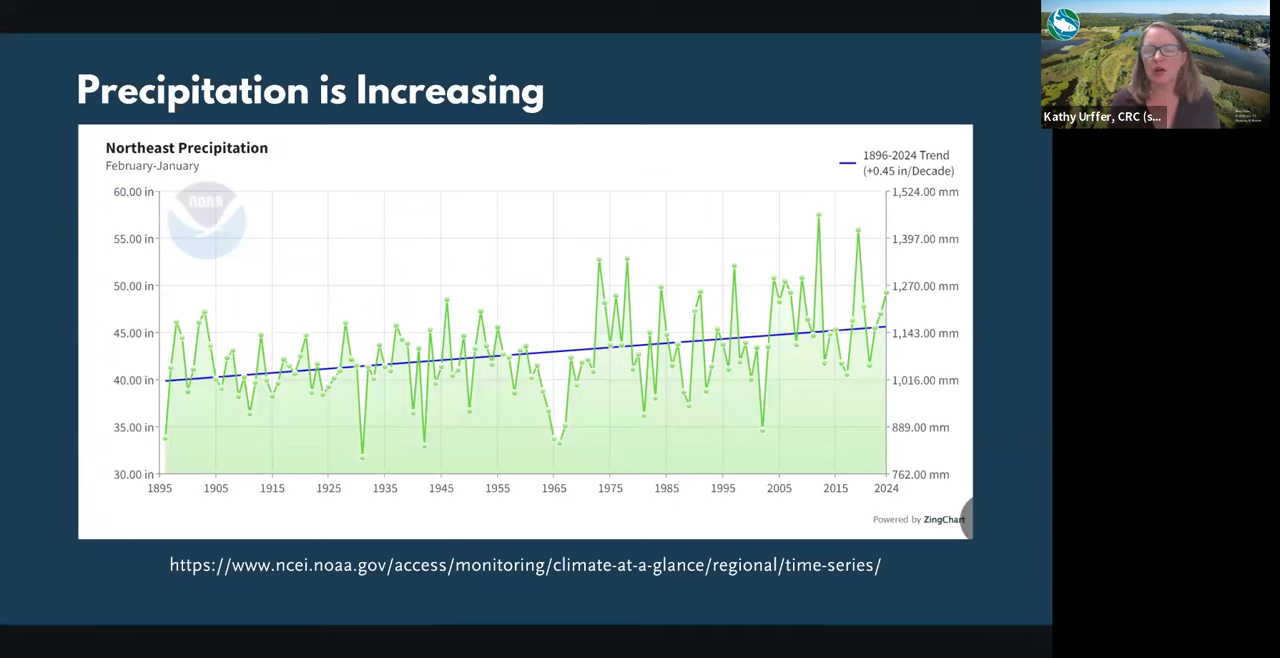 Precipitation is Increasing
Northeast Precipitation
February-January
1896-2024 Trend
(+0.45 in/Decade)
60.00 in
55.00 in
50.00 in
45.00 in
40.00 in
35.00 in
30.00 in
1,524.00 mm
1,397.00 mm
1,270.00 mm
1,143.00 mm
1,016.00 mm
889.00 mm
762.00 mm
1895 1905 1915 1925 1935 1945 1955 1965 1975 1985 1995 2005 2015 2024
NOAA
Powered by ZingChart
https://www.ncei.noaa.gov/access/monitoring/climate-at-a-glance/regional/time-series/
Kathy Urffer, CRC (s...